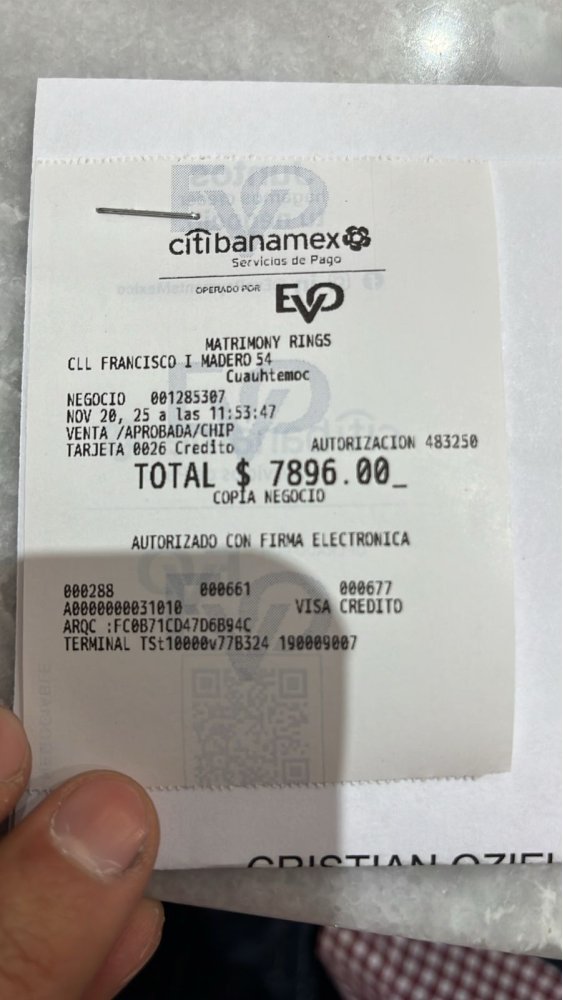 citibanamex
Servicios de Pago
OPERADO POR EVO
MATRIMONY RINGS
CLL FRANCISCO I MADERO 54
Cuauhtemoc
NEGOCIO 001285307
NOV 20, 25 a las 11:53:47
VENTA /APROBADA/CHIP
TARJETA 0026 Credito AUTORIZACION 483250
TOTAL $ 7896.00_
COPIA NEGOCIO
AUTORIZADO CON FIRMA ELECTRONICA
000288 000661 000677
A0000000031010 VISA CREDITO
ARQC :FC0B71CD47D6B94C
TERMINAL TSt10000v77B324 190009007
CRISTIAN OZIEL